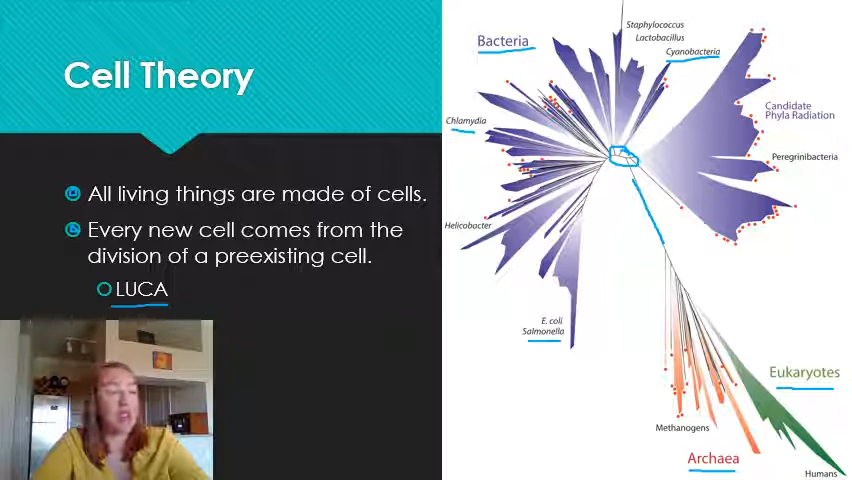 Cell Theory
All living things are made of cells.
Every new cell comes from the
division of a preexisting cell.
LUCA
Bacteria
Staphylococcus
Lactobacillus
Cyanobacteria
Candidate
Phyla Radiation
Chlamydia
Peregrinibacteria
Helicobacter
E. coli
Salmonella
Eukaryotes
Methanogens
Archaea
Humans